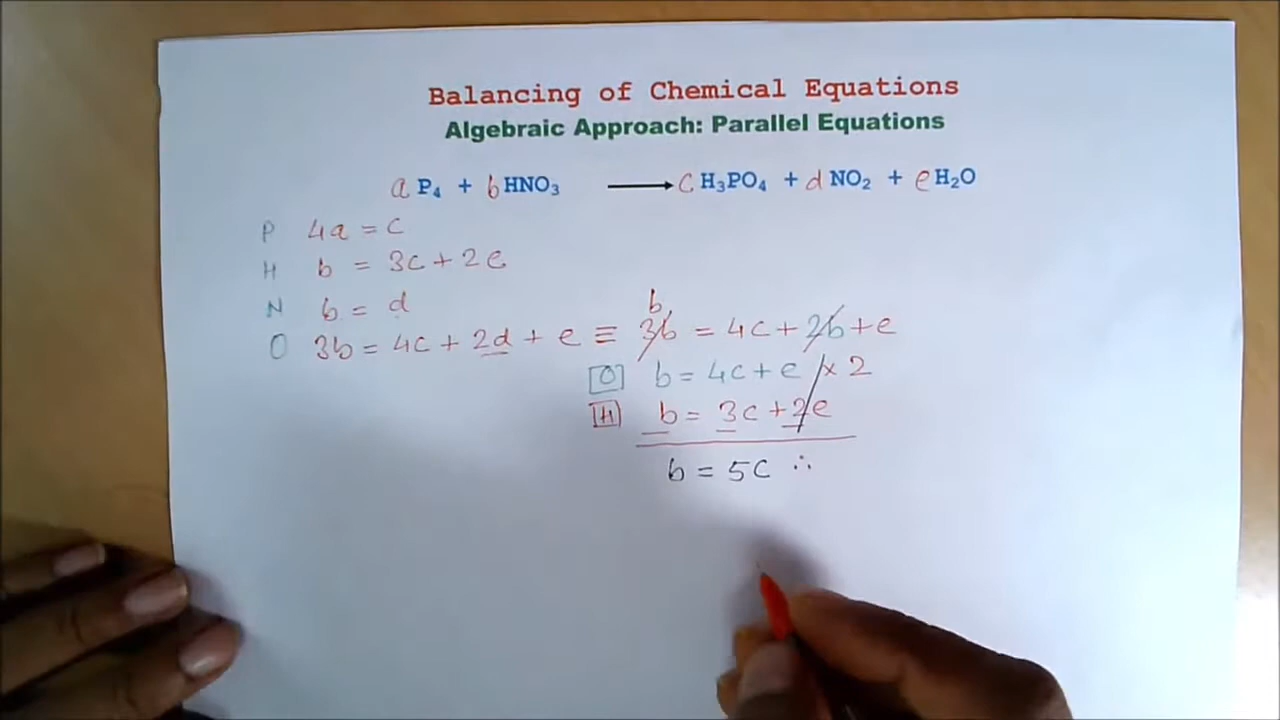 Balancing of Chemical Equations
Algebraic Approach: Parallel Equations
a P₄ + b HNO₃ → c H₃PO₄ + d NO₂ + e H₂O
P 4a = c
H b = 3c + 2e
N b = d
b
O 3b = 4c + 2d + e ≡ 3b = 4c + 2b + e
[O] b = 4c + e / x 2
[H] b = 3c + 2e
b = 5c ∴